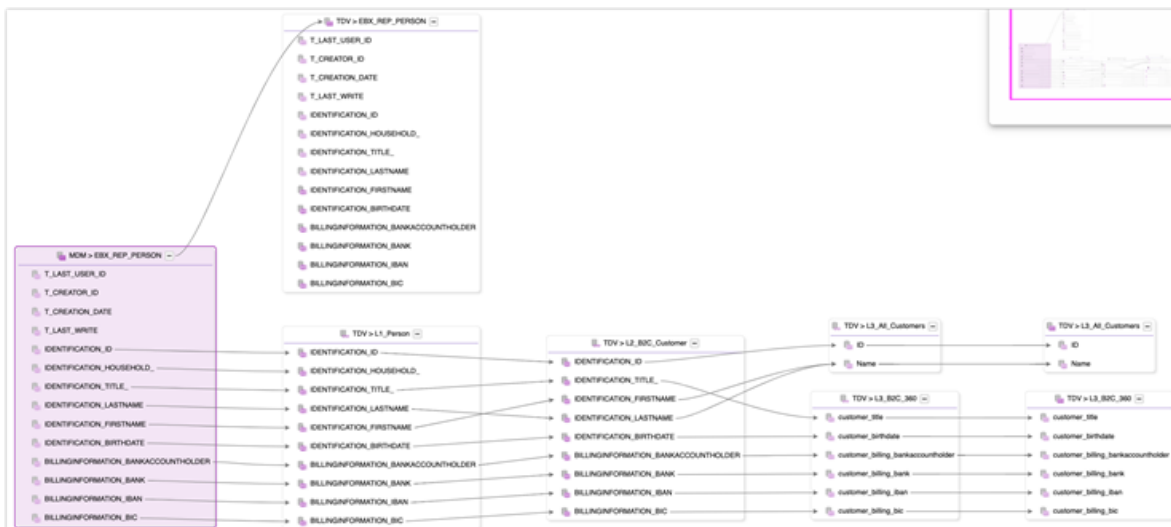 TDV > EBX_REP_PERSON
T_LAST_USER_ID
T_CREATOR_ID
T_CREATION_DATE
T_LAST_WRITE
IDENTIFICATION_ID
IDENTIFICATION_HOUSEHOLD_
IDENTIFICATION_TITLE_
IDENTIFICATION_LASTNAME
IDENTIFICATION_FIRSTNAME
IDENTIFICATION_BIRTHDATE
BILLINGINFORMATION_BANKACCOUNTHOLDER
BILLINGINFORMATION_BANK
BILLINGINFORMATION_IBAN
BILLINGINFORMATION_BIC
MDM > EBX_REP_PERSON
T_LAST_USER_ID
T_CREATOR_ID
T_CREATION_DATE
T_LAST_WRITE
IDENTIFICATION_ID
IDENTIFICATION_HOUSEHOLD_
IDENTIFICATION_TITLE_
IDENTIFICATION_LASTNAME
IDENTIFICATION_FIRSTNAME
IDENTIFICATION_BIRTHDATE
BILLINGINFORMATION_BANKACCOUNTHOLDER
BILLINGINFORMATION_BANK
BILLINGINFORMATION_IBAN
BILLINGINFORMATION_BIC
TDV > L1_Person
IDENTIFICATION_ID
IDENTIFICATION_HOUSEHOLD_
IDENTIFICATION_TITLE_
IDENTIFICATION_LASTNAME
IDENTIFICATION_FIRSTNAME
IDENTIFICATION_BIRTHDATE
BILLINGINFORMATION_BANKACCOUNTHOLDER
BILLINGINFORMATION_BANK
BILLINGINFORMATION_IBAN
BILLINGINFORMATION_BIC
TDV > L2_B2C_Customer
IDENTIFICATION_ID
IDENTIFICATION_TITLE_
IDENTIFICATION_FIRSTNAME
IDENTIFICATION_LASTNAME
IDENTIFICATION_BIRTHDATE
BILLINGINFORMATION_BANKACCOUNTHOLDER
BILLINGINFORMATION_BANK
BILLINGINFORMATION_IBAN
BILLINGINFORMATION_BIC
TDV > L3_All_Customers
ID
Name
TDV > L3_B2C_360
customer_title
customer_birthdate
customer_billing_bankaccountholder
customer_billing_bank
customer_billing_iban
customer_billing_bic
TDV > L3_All_Customers
ID
Name
TDV > L3_B2C_360
customer_title
customer_birthdate
customer_billing_bankaccountholder
customer_billing_bank
customer_billing_iban
customer_billing_bic